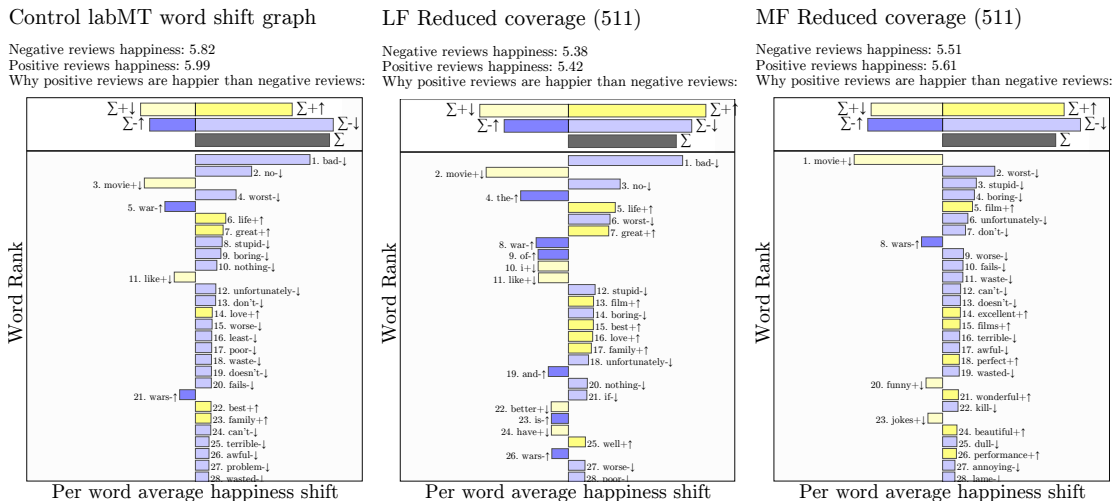 Control labMT word shift graph
Negative reviews happiness: 5.82
Positive reviews happiness: 5.99
Why positive reviews are happier than negative reviews:
Σ+↓
Σ+↑
Σ-↑
Σ-↓
Σ
1. bad-↓
2. no-↓
3. movie+↓
4. worst-↓
5. war-↑
6. life+↑
7. great+↑
8. stupid-↓
9. boring-↓
10. nothing-↓
11. like+↓
12. unfortunately-↓
13. don't-↓
14. love+↑
15. worse-↓
16. least-↓
17. poor-↓
18. waste-↓
19. doesn't-↓
20. fails-↓
21. wars-↑
22. best+↑
23. family+↑
24. can't-↓
25. terrible-↓
26. awful-↓
27. problem-↓
28. wasted-↓
Word Rank
Per word average happiness shift
LF Reduced coverage (511)
Negative reviews happiness: 5.38
Positive reviews happiness: 5.42
Why positive reviews are happier than negative reviews:
Σ+↓
Σ+↑
Σ-↑
Σ-↓
Σ
1. bad-↓
2. movie+↓
3. no-↓
4. the-↑
5. life+↑
6. worst-↓
7. great+↑
8. war-↑
9. of-↑
10. i+↓
11. like+↓
12. stupid-↓
13. film+↑
14. boring-↓
15. best+↑
16. love+↑
17. family+↑
18. unfortunately-↓
19. and-↑
20. nothing-↓
21. if-↓
22. better+↓
23. is-↑
24. have+↓
25. well+↑
26. wars-↑
27. worse-↓
28. poor-↓
Word Rank
Per word average happiness shift
MF Reduced coverage (511)
Negative reviews happiness: 5.51
Positive reviews happiness: 5.61
Why positive reviews are happier than negative reviews:
Σ+↓
Σ+↑
Σ-↑
Σ-↓
Σ
1. movie+↓
2. worst-↓
3. stupid-↓
4. boring-↓
5. film+↑
6. unfortunately-↓
7. don't-↓
8. wars-↑
9. worse-↓
10. fails-↓
11. waste-↓
12. can't-↓
13. doesn't-↓
14. excellent+↑
15. films+↑
16. terrible-↓
17. awful-↓
18. perfect+↑
19. wasted-↓
20. funny+↓
21. wonderful+↑
22. kill-↓
23. jokes+↓
24. beautiful+↑
25. dull-↓
26. performance+↑
27. annoying-↓
28. lame-↓
Word Rank
Per word average happiness shift